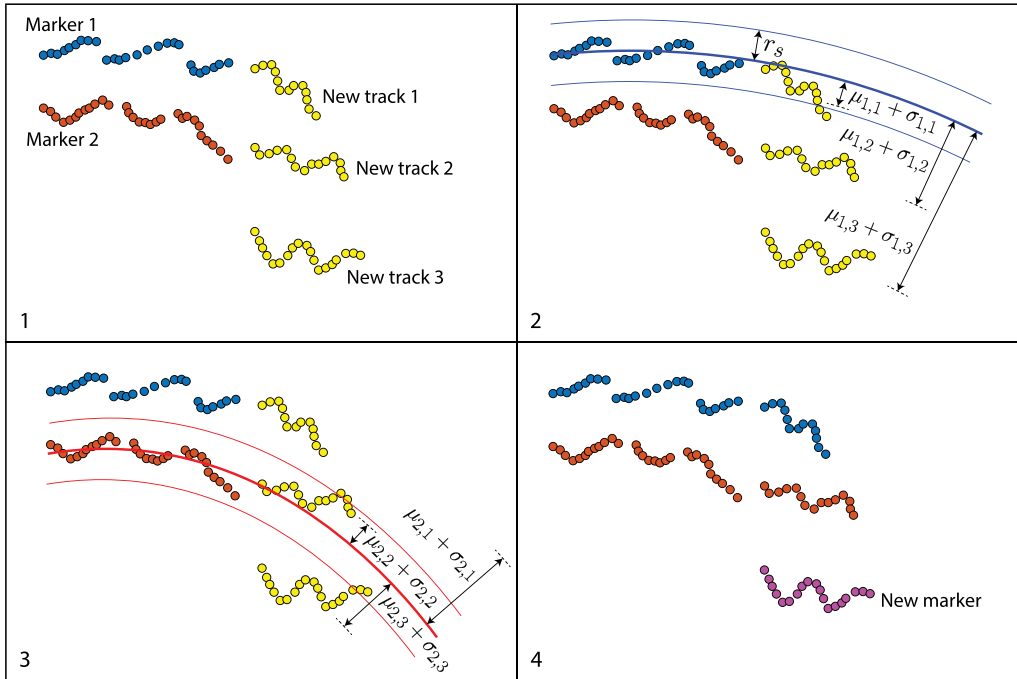 Marker 1
New track 1
Marker 2
New track 2
New track 3
1
r_s
μ_{1,1} + σ_{1,1}
μ_{1,2} + σ_{1,2}
μ_{1,3} + σ_{1,3}
2
μ_{2,1} + σ_{2,1}
μ_{2,2} + σ_{2,2}
μ_{2,3} + σ_{2,3}
3
New marker
4